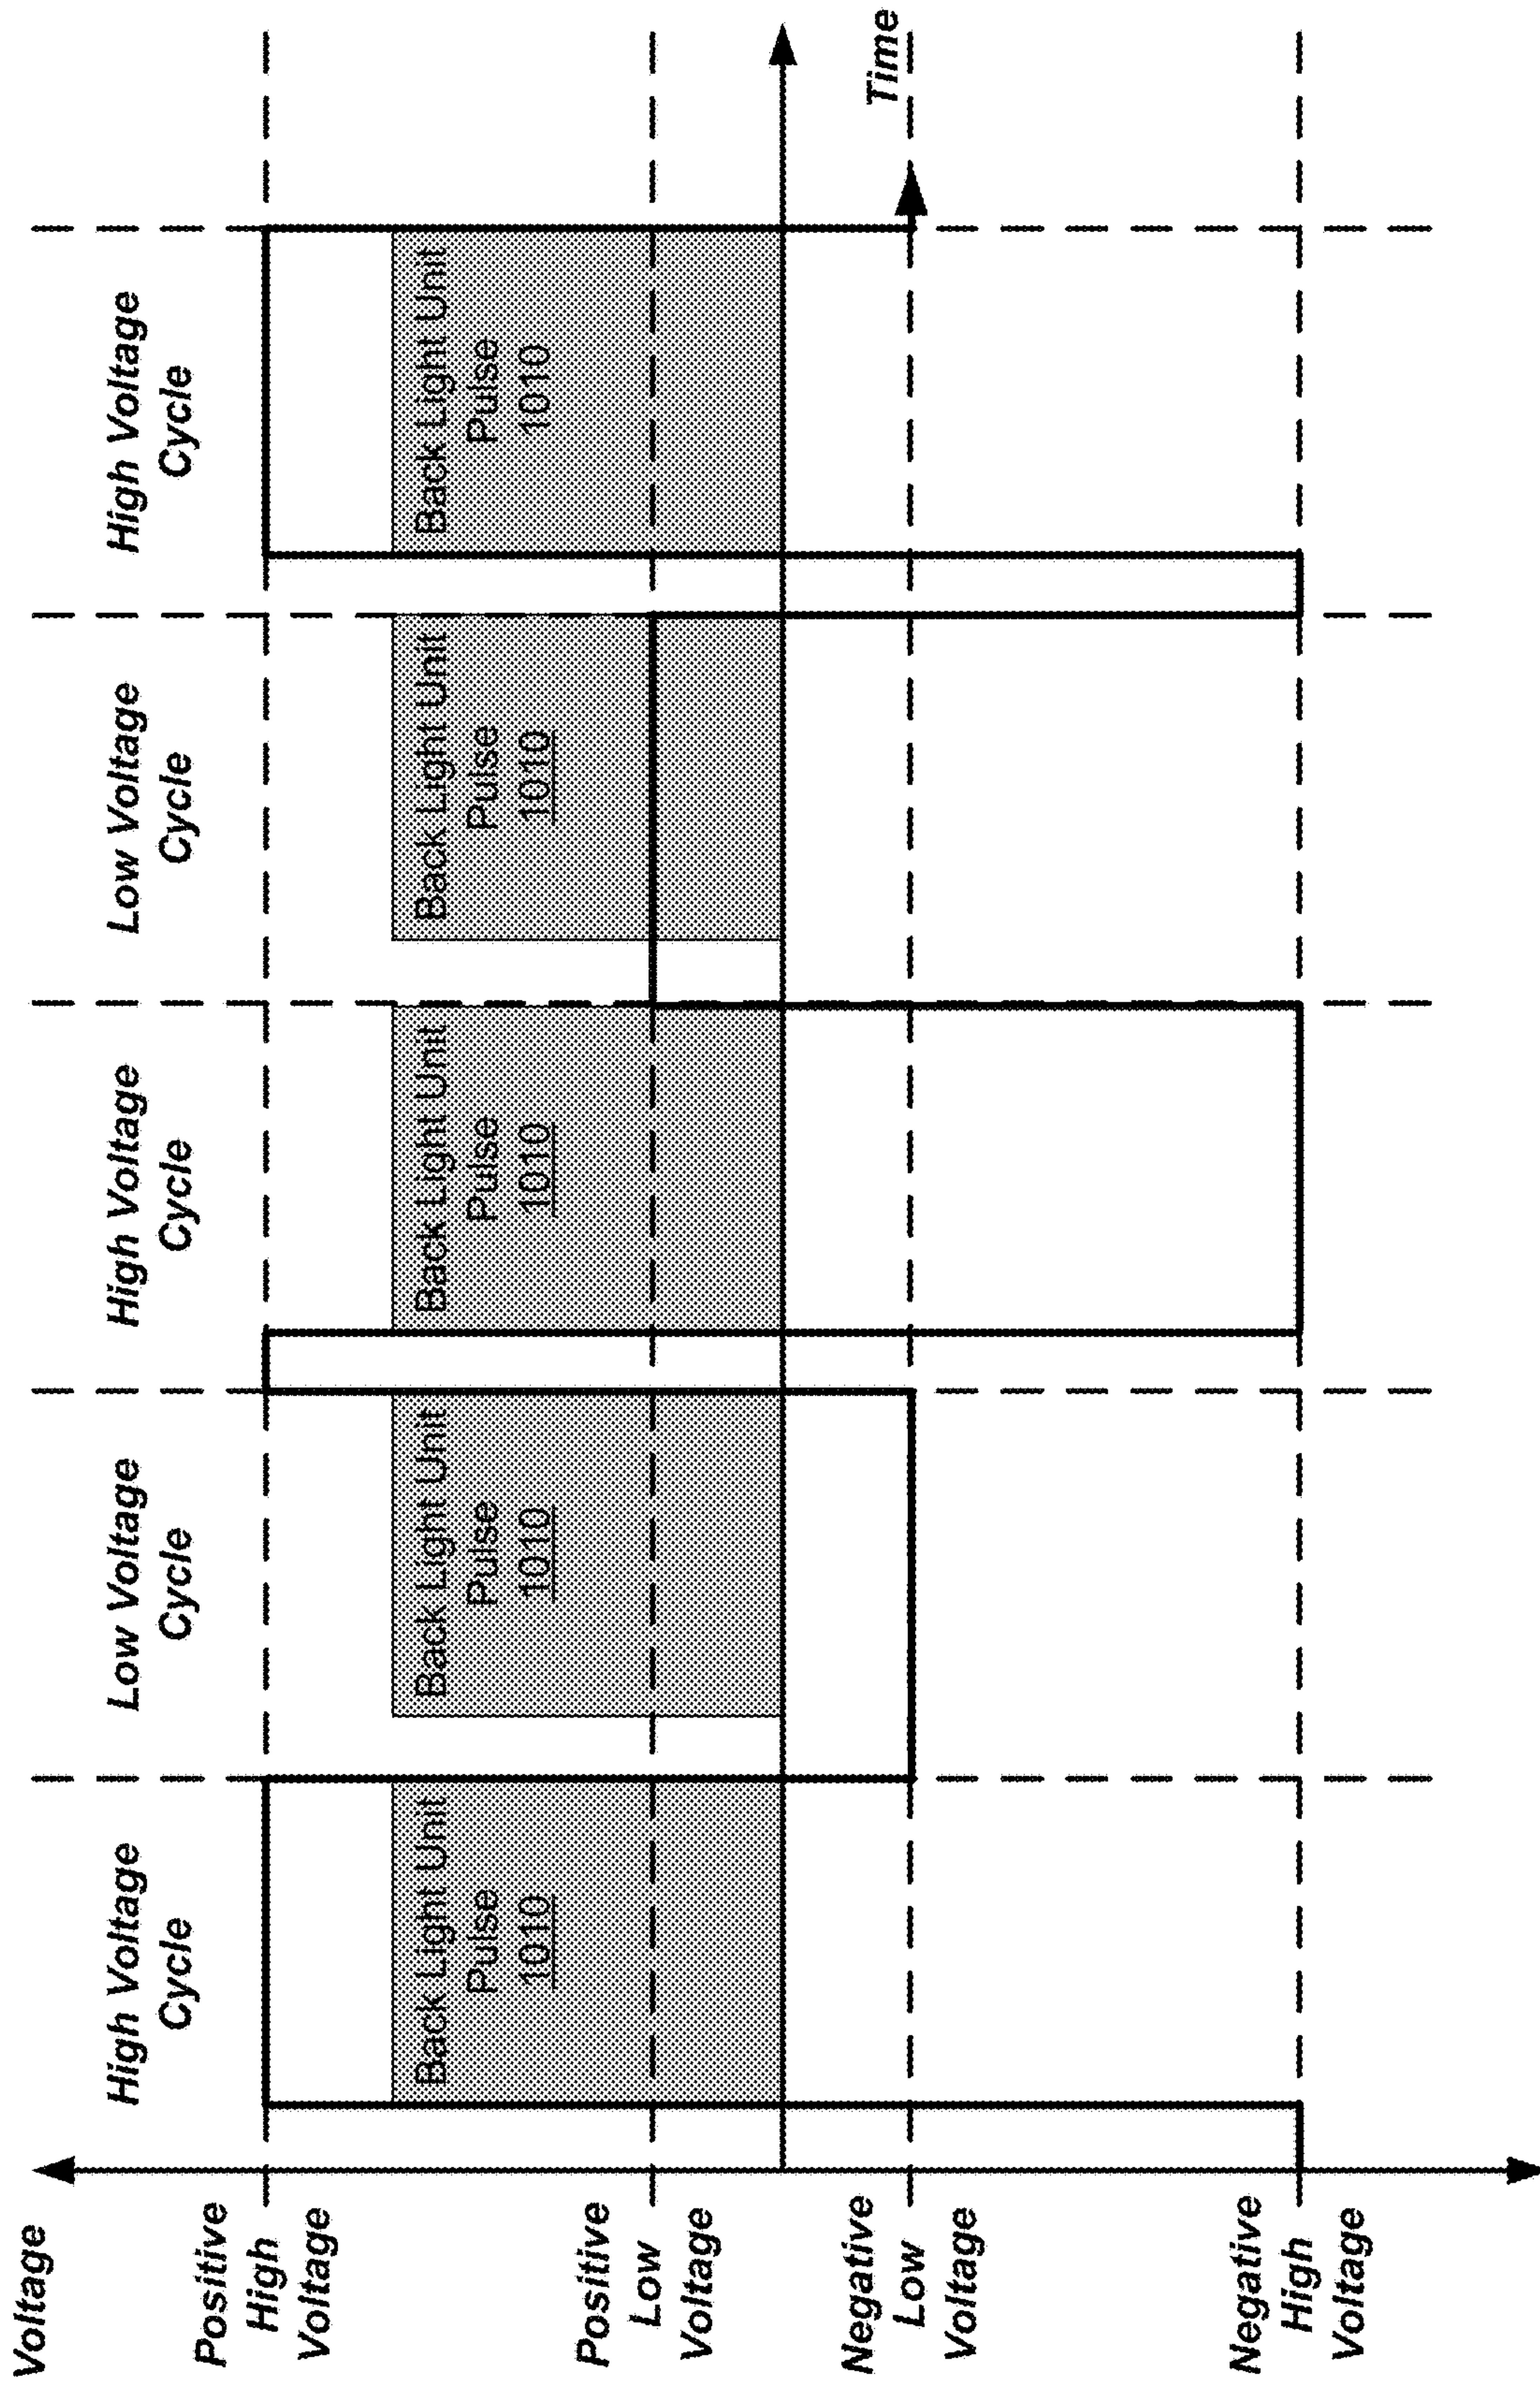 Voltage
High Voltage
Cycle
Low Voltage
Cycle
High Voltage
Cycle
Low Voltage
Cycle
High Voltage
Cycle
Positive
High
Voltage
Back Light Unit
Pulse
1010
Back Light Unit
Pulse
1010
Back Light Unit
Pulse
1010
Back Light Unit
Pulse
1010
Back Light Unit
Pulse
1010
Positive
Low
Voltage
Time
Negative
Low
Voltage
Negative
High
Voltage